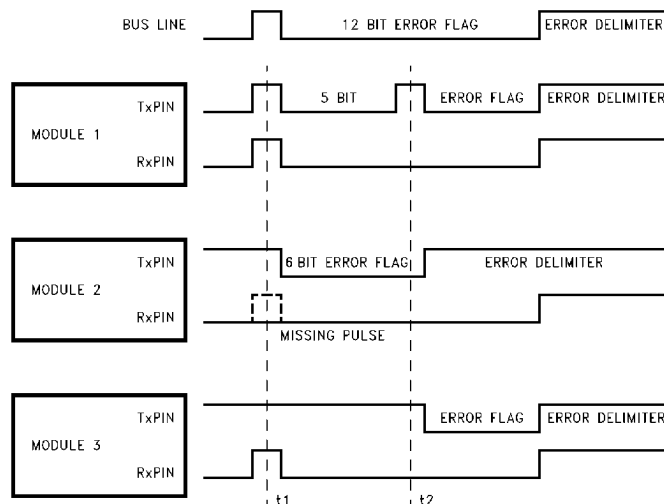 BUS LINE 12 BIT ERROR FLAG ERROR DELIMITER
TxPIN 5 BIT ERROR FLAG ERROR DELIMITER
MODULE 1
RxPIN
TxPIN 6 BIT ERROR FLAG ERROR DELIMITER
MODULE 2
RxPIN
MISSING PULSE
TxPIN ERROR FLAG ERROR DELIMITER
MODULE 3
RxPIN
t1 t2